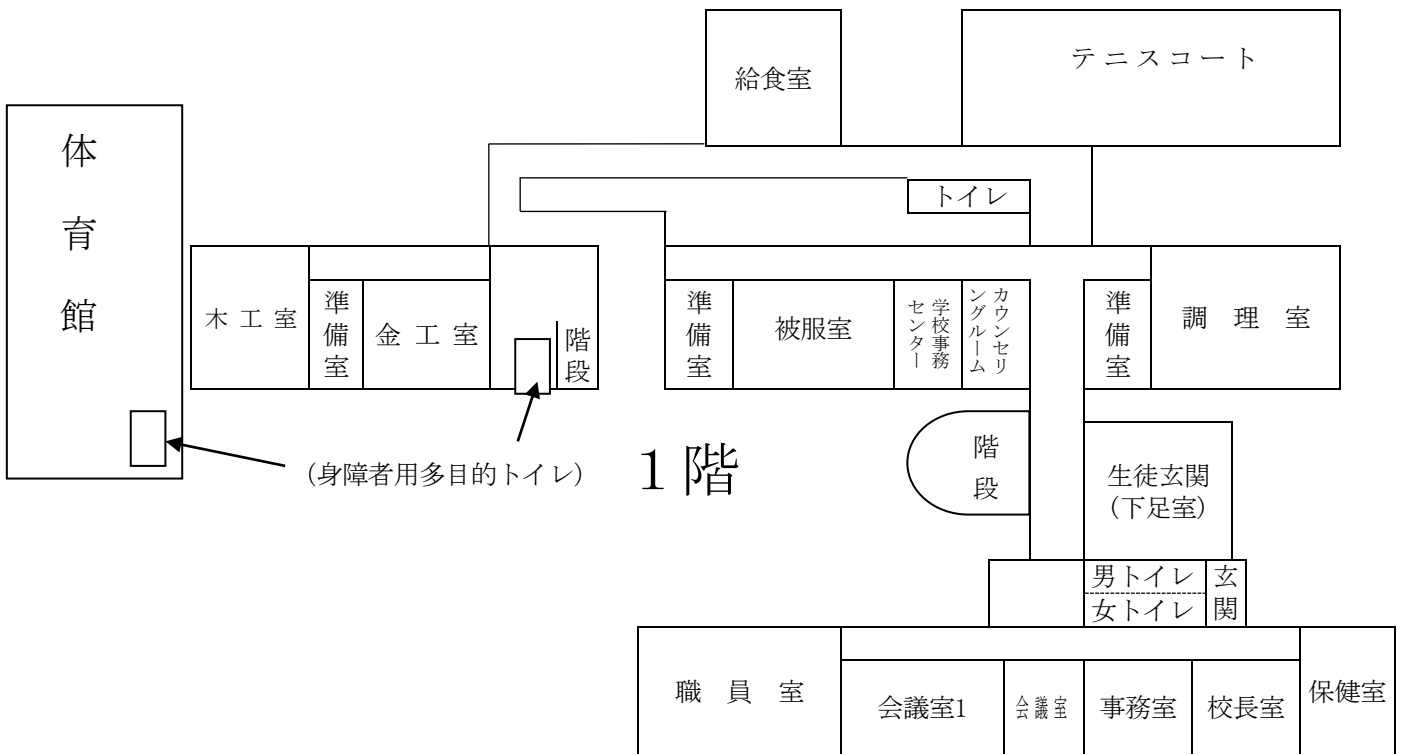 給食室
テニスコート
体育館
トイレ
木工室
準備室
金工室
階段
準備室
被服室
学校事務
センター
カウンセリ
ングルーム
準備室
調理室
(身障者用多目的トイレ)
1階
階段
生徒玄関
(下足室)
男トイレ
女トイレ
玄関
職員室
会議室1
会議室
事務室
校長室
保健室